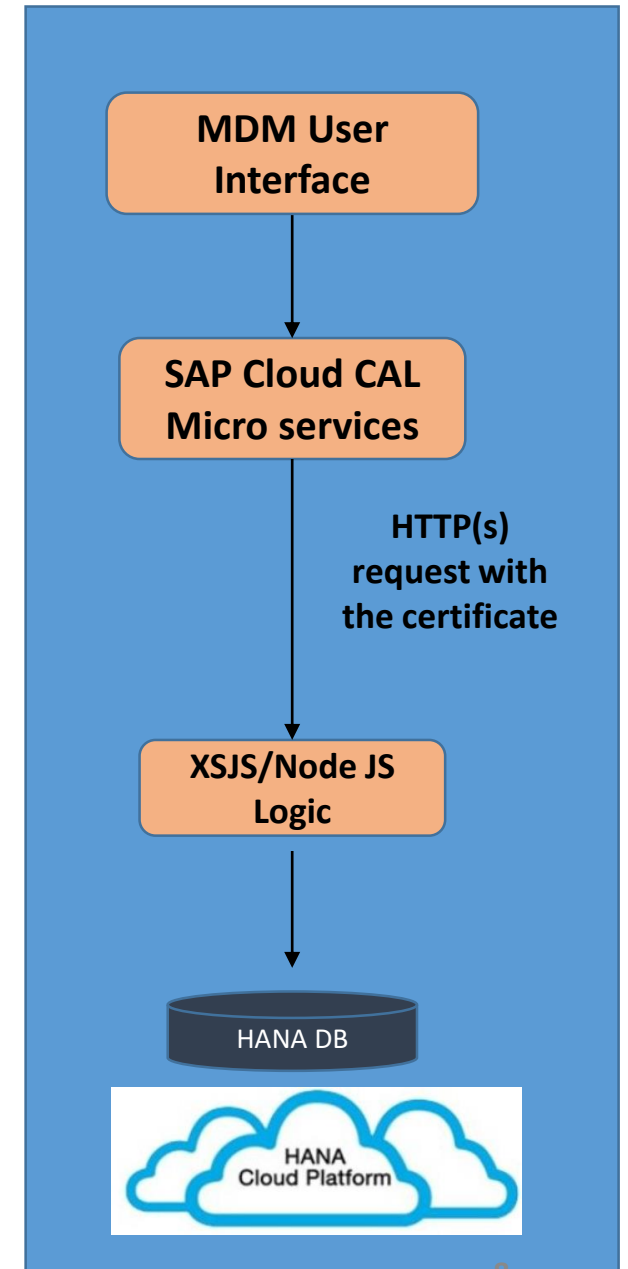 MDM User
Interface
SAP Cloud CAL
Micro services
HTTP(s)
request with
the certificate
XSJS/Node JS
Logic
HANA DB
HANA
Cloud Platform